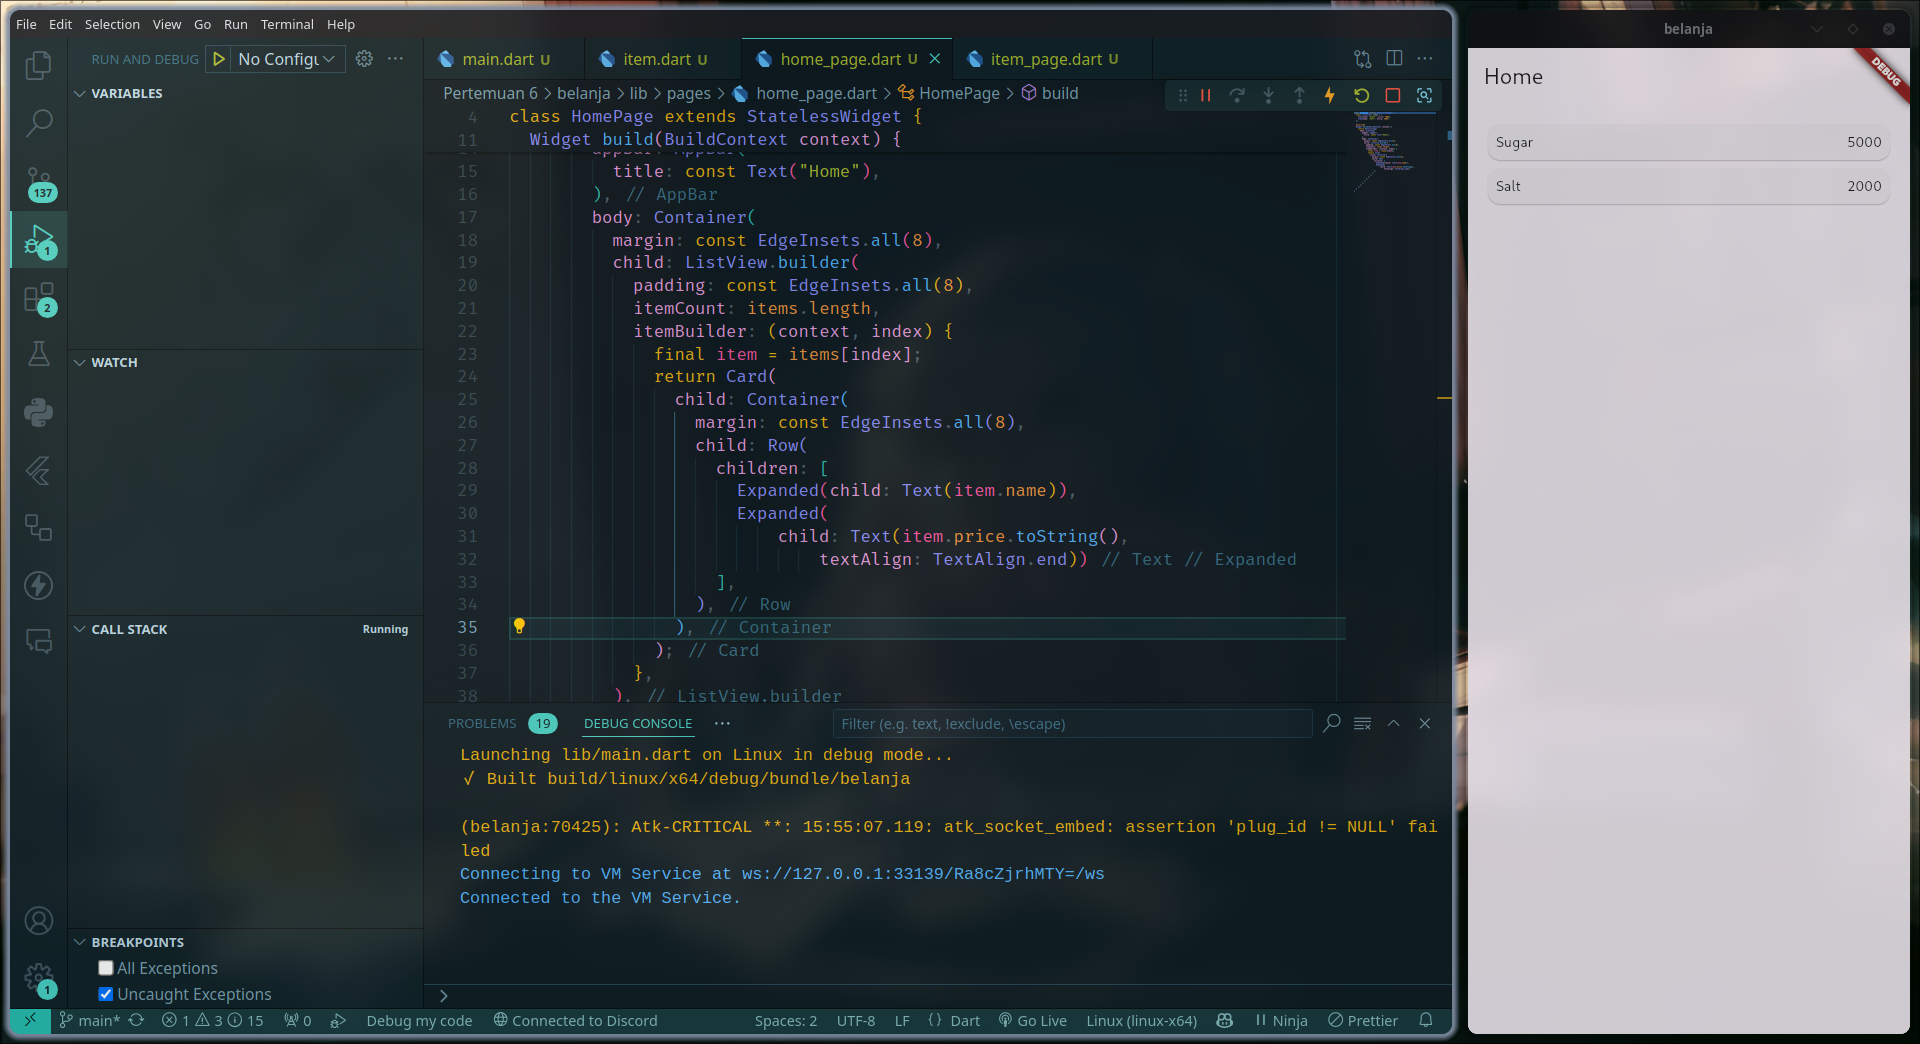 File Edit Selection View Go Run Terminal Help
belanja
RUN AND DEBUG No Configu
main.dart U item.dart U home_page.dart U item_page.dart U
Pertemuan 6 > belanja > lib > pages > home_page.dart > HomePage > build
VARIABLES
WATCH
CALL STACK Running
BREAKPOINTS
All Exceptions
Uncaught Exceptions
137
1
2
1
4 class HomePage extends StatelessWidget {
11 Widget build(BuildContext context) {
15 title: const Text("Home"),
16 ), // AppBar
17 body: Container(
18 margin: const EdgeInsets.all(8),
19 child: ListView.builder(
20 padding: const EdgeInsets.all(8),
21 itemCount: items.length,
22 itemBuilder: (context, index) {
23 final item = items[index];
24 return Card(
25 child: Container(
26 margin: const EdgeInsets.all(8),
27 child: Row(
28 children: [
29 Expanded(child: Text(item.name)),
30 Expanded(
31 child: Text(item.price.toString(),
32 textAlign: TextAlign.end)) // Text // Expanded
33 ],
34 ), // Row
35 ), // Container
36 ); // Card
37 },
38 ), // ListView.builder
PROBLEMS 19 DEBUG CONSOLE ··· Filter (e.g. text, !exclude, \escape)
Launching lib/main.dart on Linux in debug mode...
√ Built build/linux/x64/debug/bundle/belanja
(belanja:70425): Atk-CRITICAL **: 15:55:07.119: atk_socket_embed: assertion 'plug_id != NULL' fai
led
Connecting to VM Service at ws://127.0.0.1:33139/Ra8cZjrhMTY=/ws
Connected to the VM Service.
>
main* 1 3 15 0 Debug my code Connected to Discord Spaces: 2 UTF-8 LF {} Dart Go Live Linux (linux-x64) Ninja Prettier
DEBUG
Home
Sugar 5000
Salt 2000